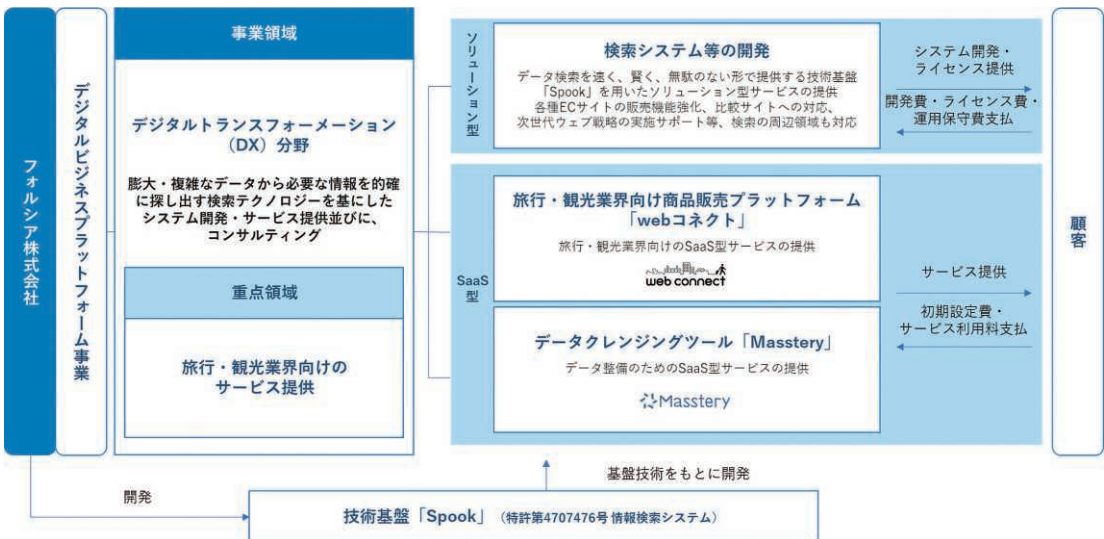 フォルシア株式会社
デジタルビジネスプラットフォーム事業
事業領域
デジタルトランスフォーメーション
（DX）分野
膨大・複雑なデータから必要な情報を的確
に探し出す検索テクノロジーを基にした
システム開発・サービス提供並びに、
コンサルティング
重点領域
旅行・観光業界向けの
サービス提供
ソリューション型
検索システム等の開発
データ検索を速く、賢く、無駄のない形で提供する技術基盤
「Spook」を用いたソリューション型サービスの提供
各種ECサイトの販売機能強化、比較サイトへの対応、
次世代ウェブ戦略の実施サポート等、検索の周辺領域も対応
システム開発・
ライセンス提供
開発費・ライセンス費・
運用保守費支払
SaaS
型
旅行・観光業界向け商品販売プラットフォーム
「webコネクト」
旅行・観光業界向けのSaaS型サービスの提供
web connect
データクレンジングツール「Masstery」
データ整備のためのSaaS型サービスの提供
Masstery
サービス提供
初期設定費・
サービス利用料支払
顧客
開発
基盤技術をもとに開発
技術基盤「Spook」（特許第4707476号 情報検索システム）